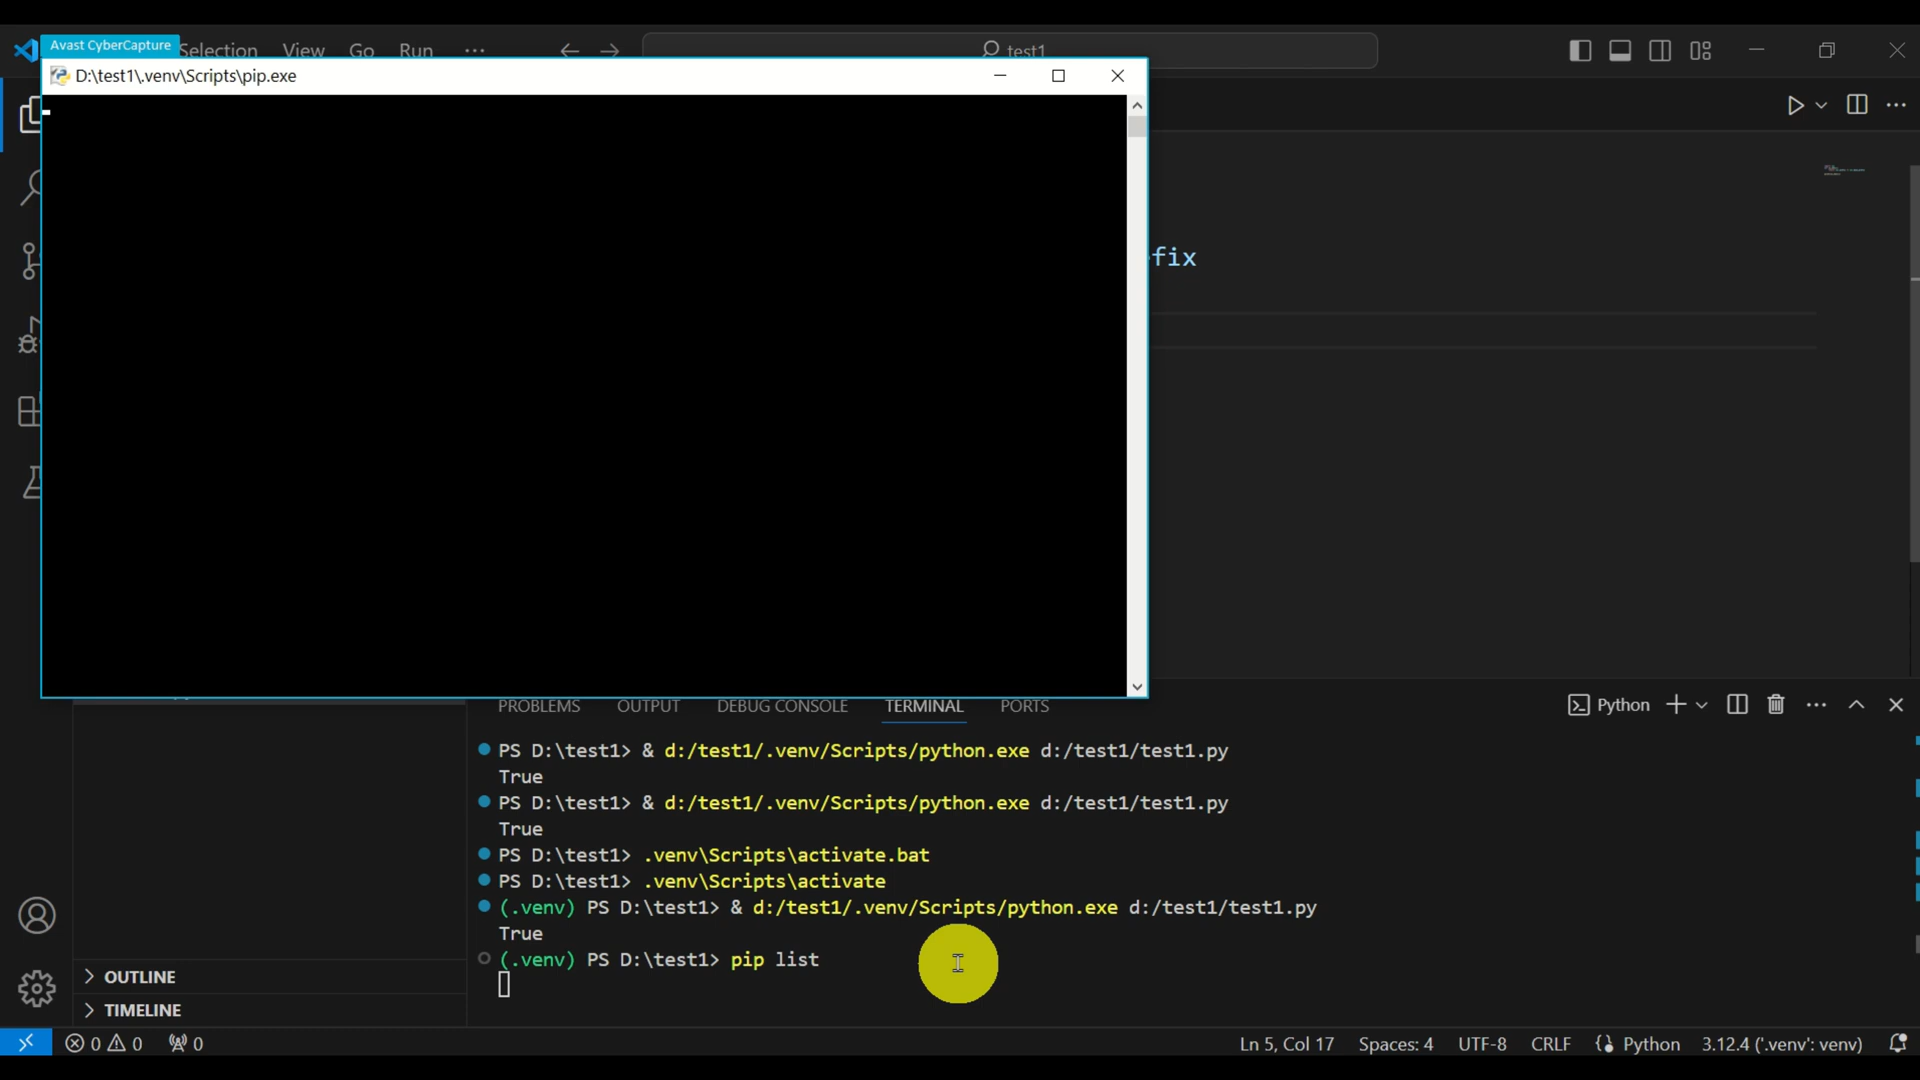 Avast CyberCapture
Selection View Go Run ···
test1
D:\test1\.venv\Scripts\pip.exe
fix
PROBLEMS OUTPUT DEBUG CONSOLE TERMINAL PORTS
Python
PS D:\test1> & d:/test1/.venv/Scripts/python.exe d:/test1/test1.py
True
PS D:\test1> & d:/test1/.venv/Scripts/python.exe d:/test1/test1.py
True
PS D:\test1> .venv\Scripts\activate.bat
PS D:\test1> .venv\Scripts\activate
(.venv) PS D:\test1> & d:/test1/.venv/Scripts/python.exe d:/test1/test1.py
True
(.venv) PS D:\test1> pip list
OUTLINE
TIMELINE
0 0 0
Ln 5, Col 17 Spaces: 4 UTF-8 CRLF Python 3.12.4 ('.venv': venv)